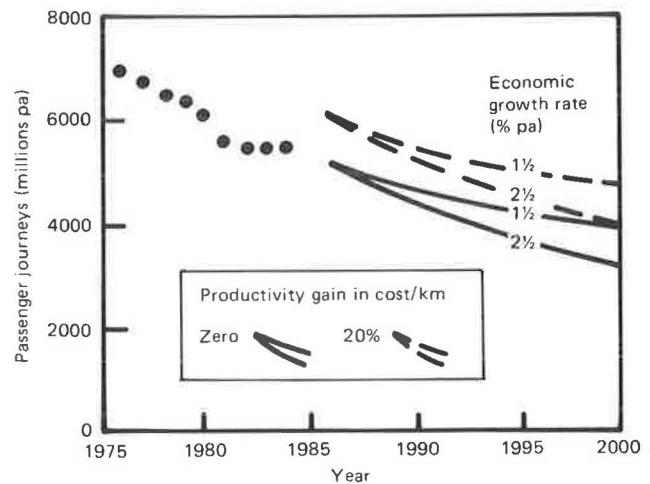 8000
6000
4000
2000
0
Passenger journeys (millions pa)
Economic
growth rate
(% pa)
1½
2½
1½
2½
Productivity gain in cost/km
Zero
20%
1975
1980
1985
1990
1995
2000
Year